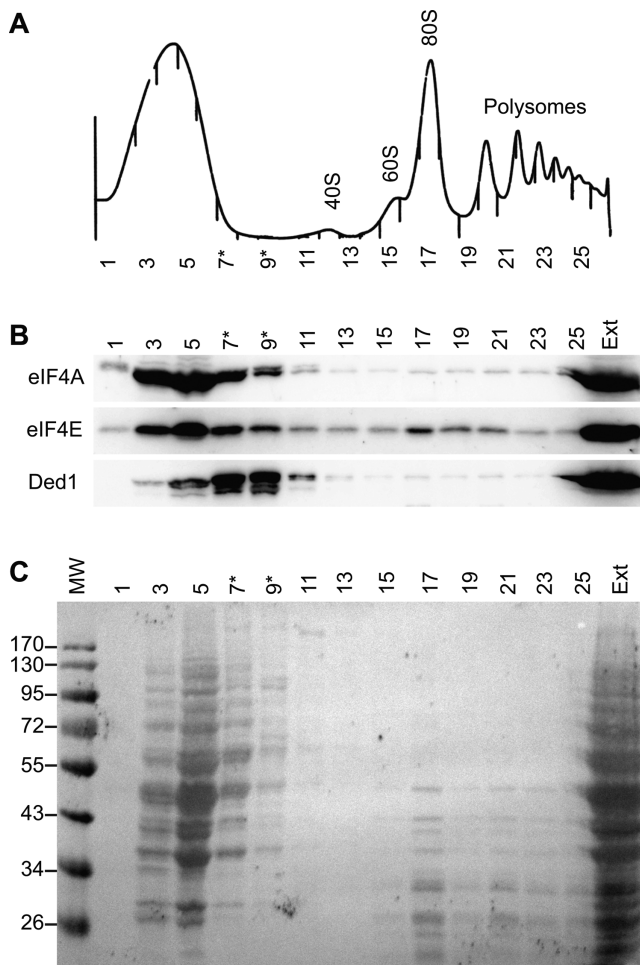 A
40S
60S
80S
Polysomes
1 3 5 7* 9* 11 13 15 17 19 21 23 25
B
1 3 5 7* 9* 11 13 15 17 19 21 23 25 Ext
eIF4A
eIF4E
Ded1
C
MW 1 3 5 7* 9* 11 13 15 17 19 21 23 25 Ext
170
130
95
72
55
43
34
26